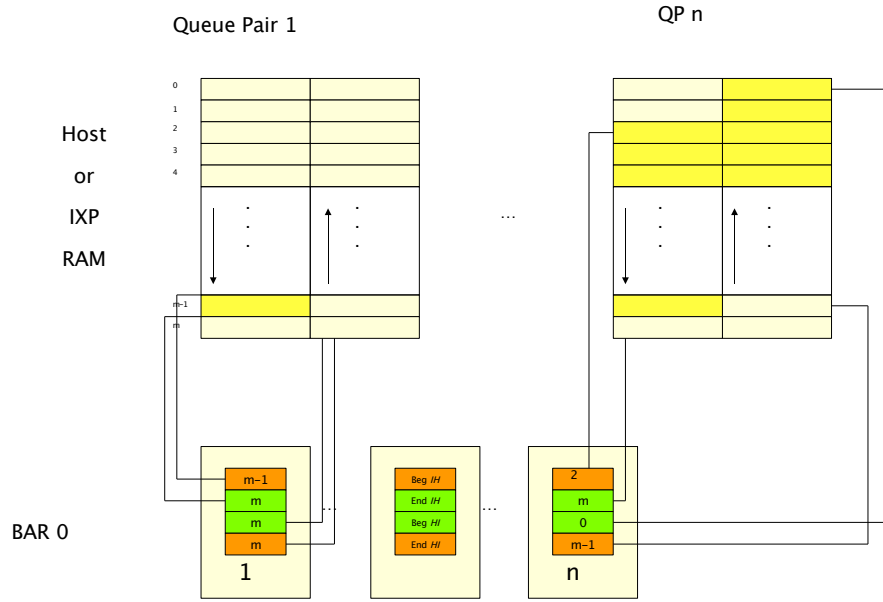 Queue Pair 1
QP n
0
1
2
3
4
Host
or
IXP
RAM
...
m-1
m
m-1
m
m
m
1
...
Beg IH
End IH
Beg HI
End HI
...
2
m
0
m-1
n
BAR 0